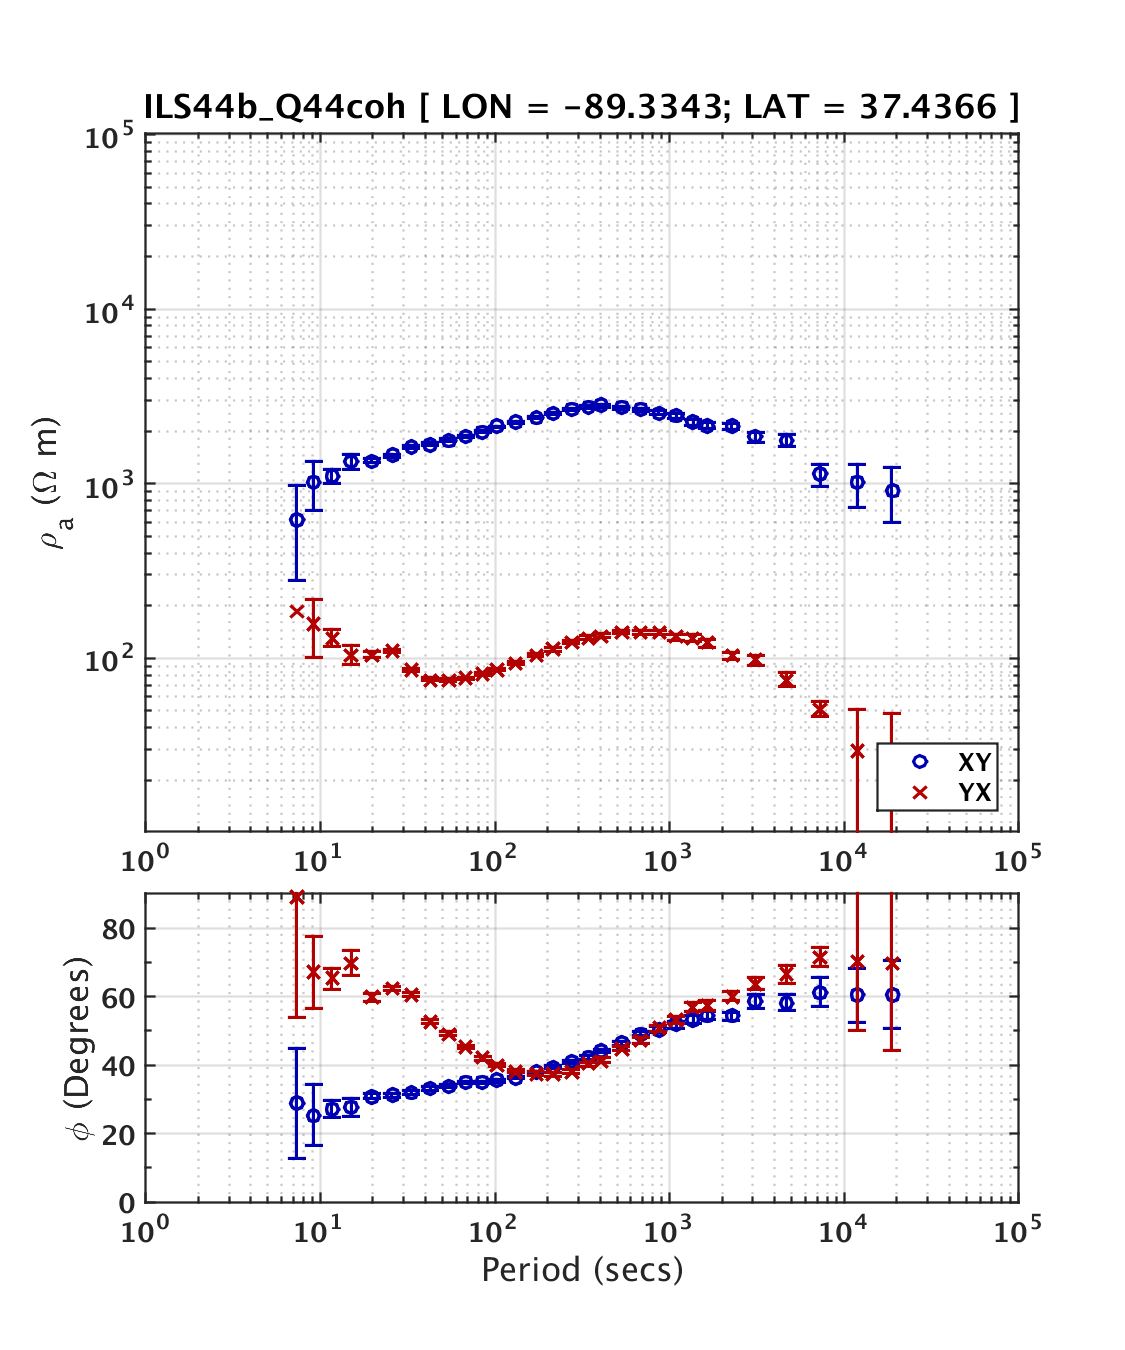 ILS44b_Q44coh [ LON = −89.3343; LAT = 37.4366 ]
10^5
10^4
10^3
10^2
ρ_a (Ω m)
XY
YX
10^0 10^1 10^2 10^3 10^4 10^5
80
60
40
20
0
ϕ (Degrees)
10^0 10^1 10^2 10^3 10^4 10^5
Period (secs)